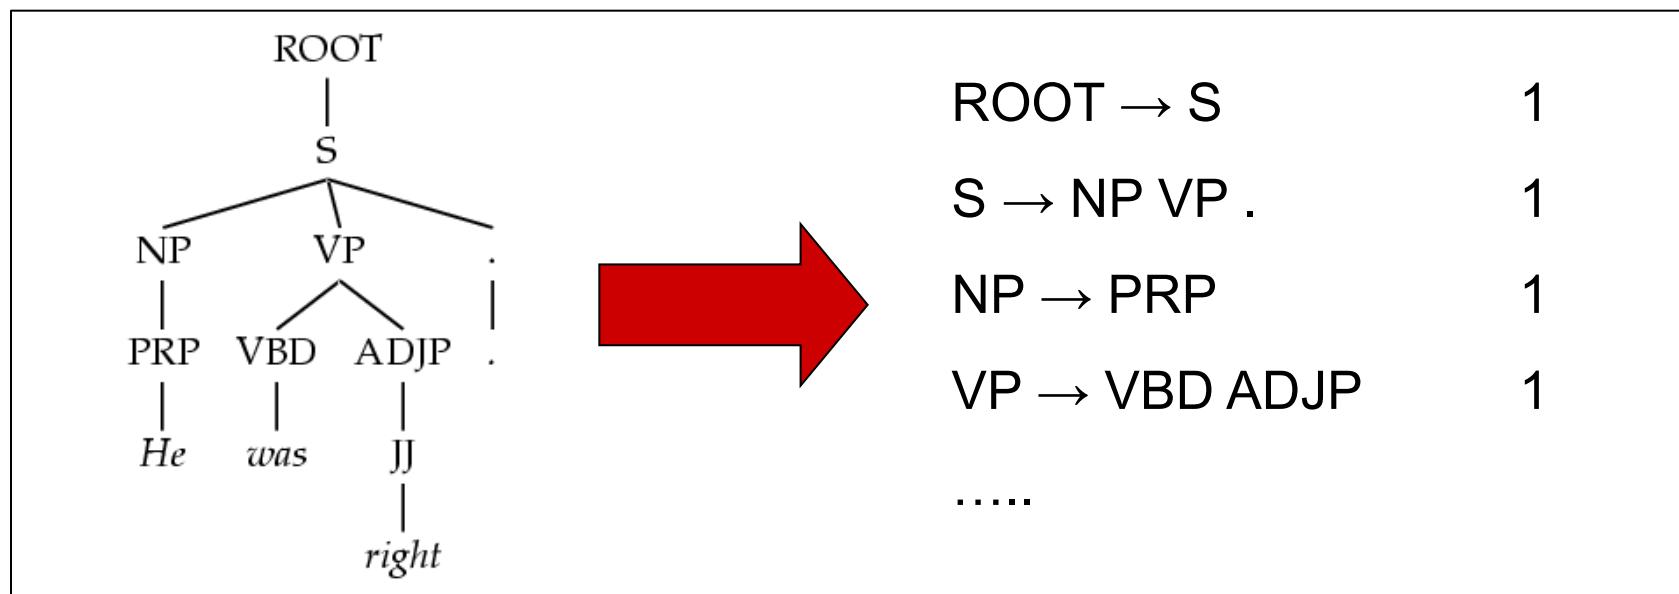 ROOT
S
NP VP .
PRP VBD ADJP .
He was JJ
right
ROOT → S 1
S → NP VP . 1
NP → PRP 1
VP → VBD ADJP 1
…..